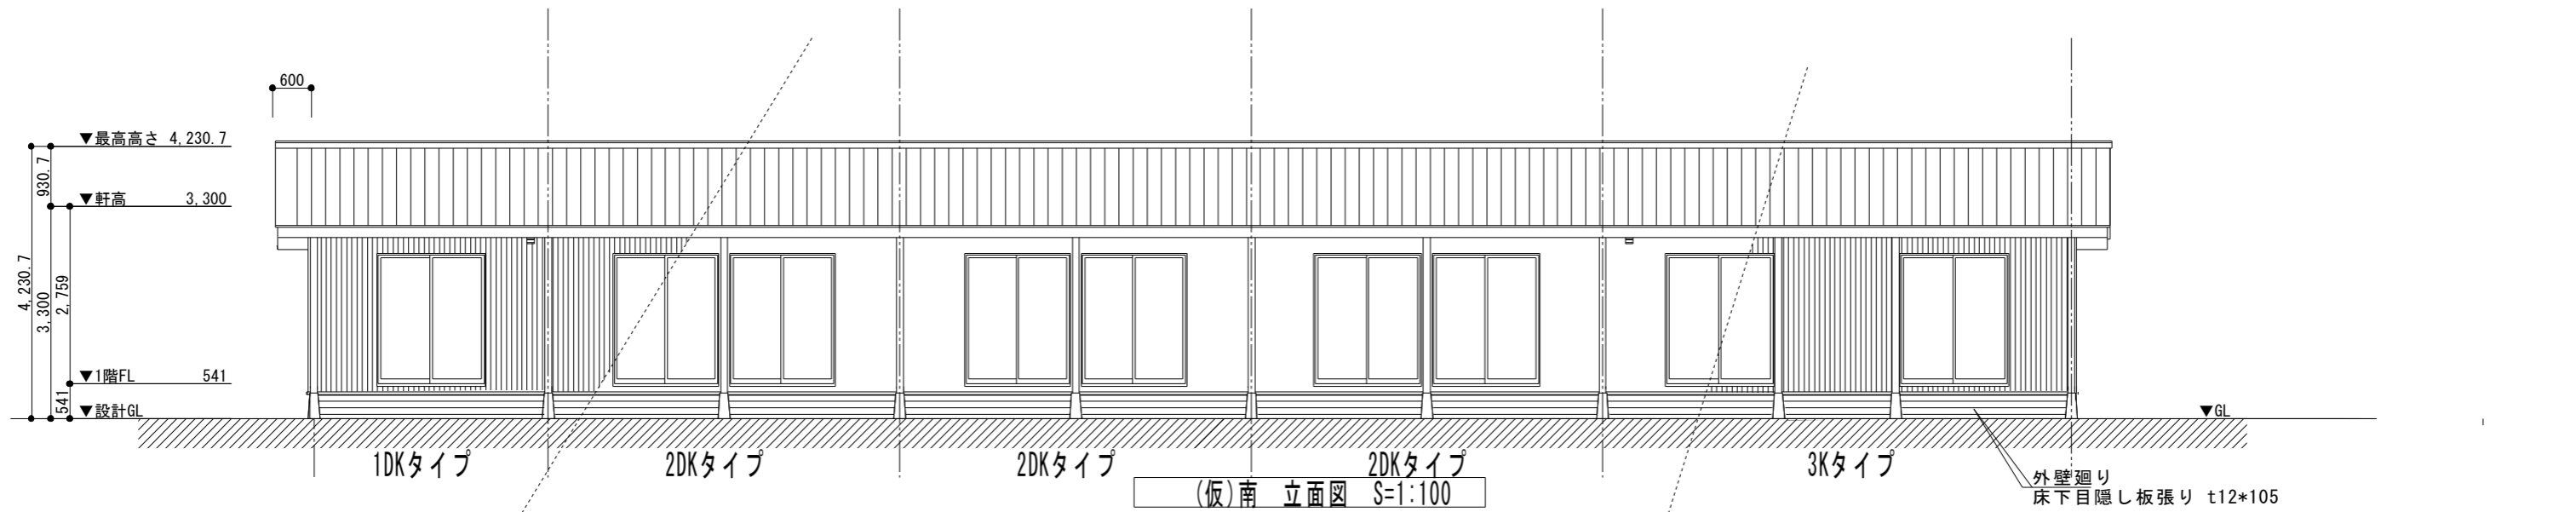 600
▼最高高さ 4,230.7
930.7
▼軒高 3,300
4,230.7
3,300
2,759
▼1階FL 541
541
▼設計GL
▼GL
1DKタイプ
2DKタイプ
2DKタイプ
2DKタイプ
3Kタイプ
外壁廻り
床下目隠し板張り t12*105
(仮)南 立面図 S=1:100